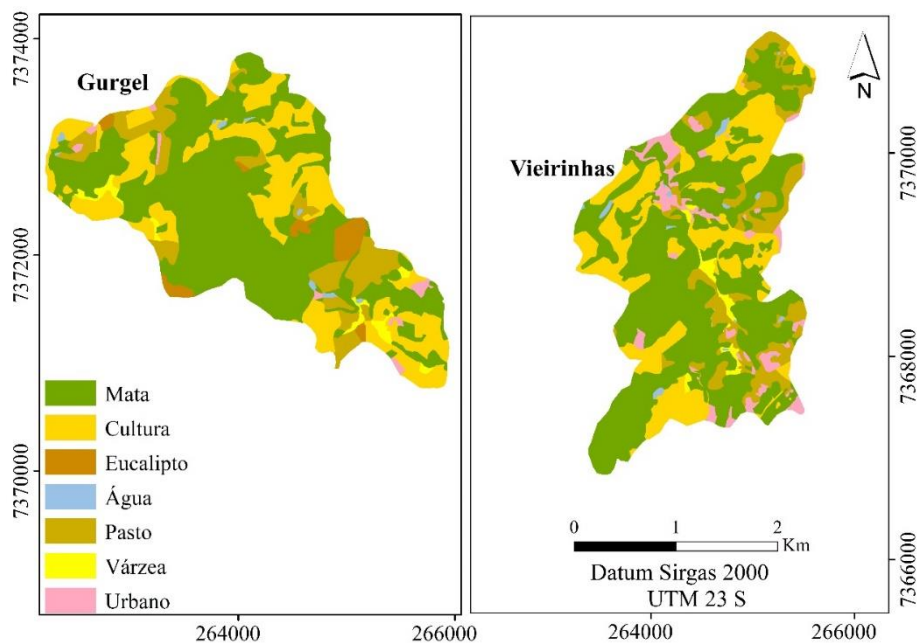 7374000
7372000
7370000
Gurgel
Mata
Cultura
Eucalipto
Água
Pasto
Várzea
Urbano
264000
266000
N
Vieirinhas
7370000
7368000
7366000
0 1 2
Km
Datum Sirgas 2000
UTM 23 S
264000
266000